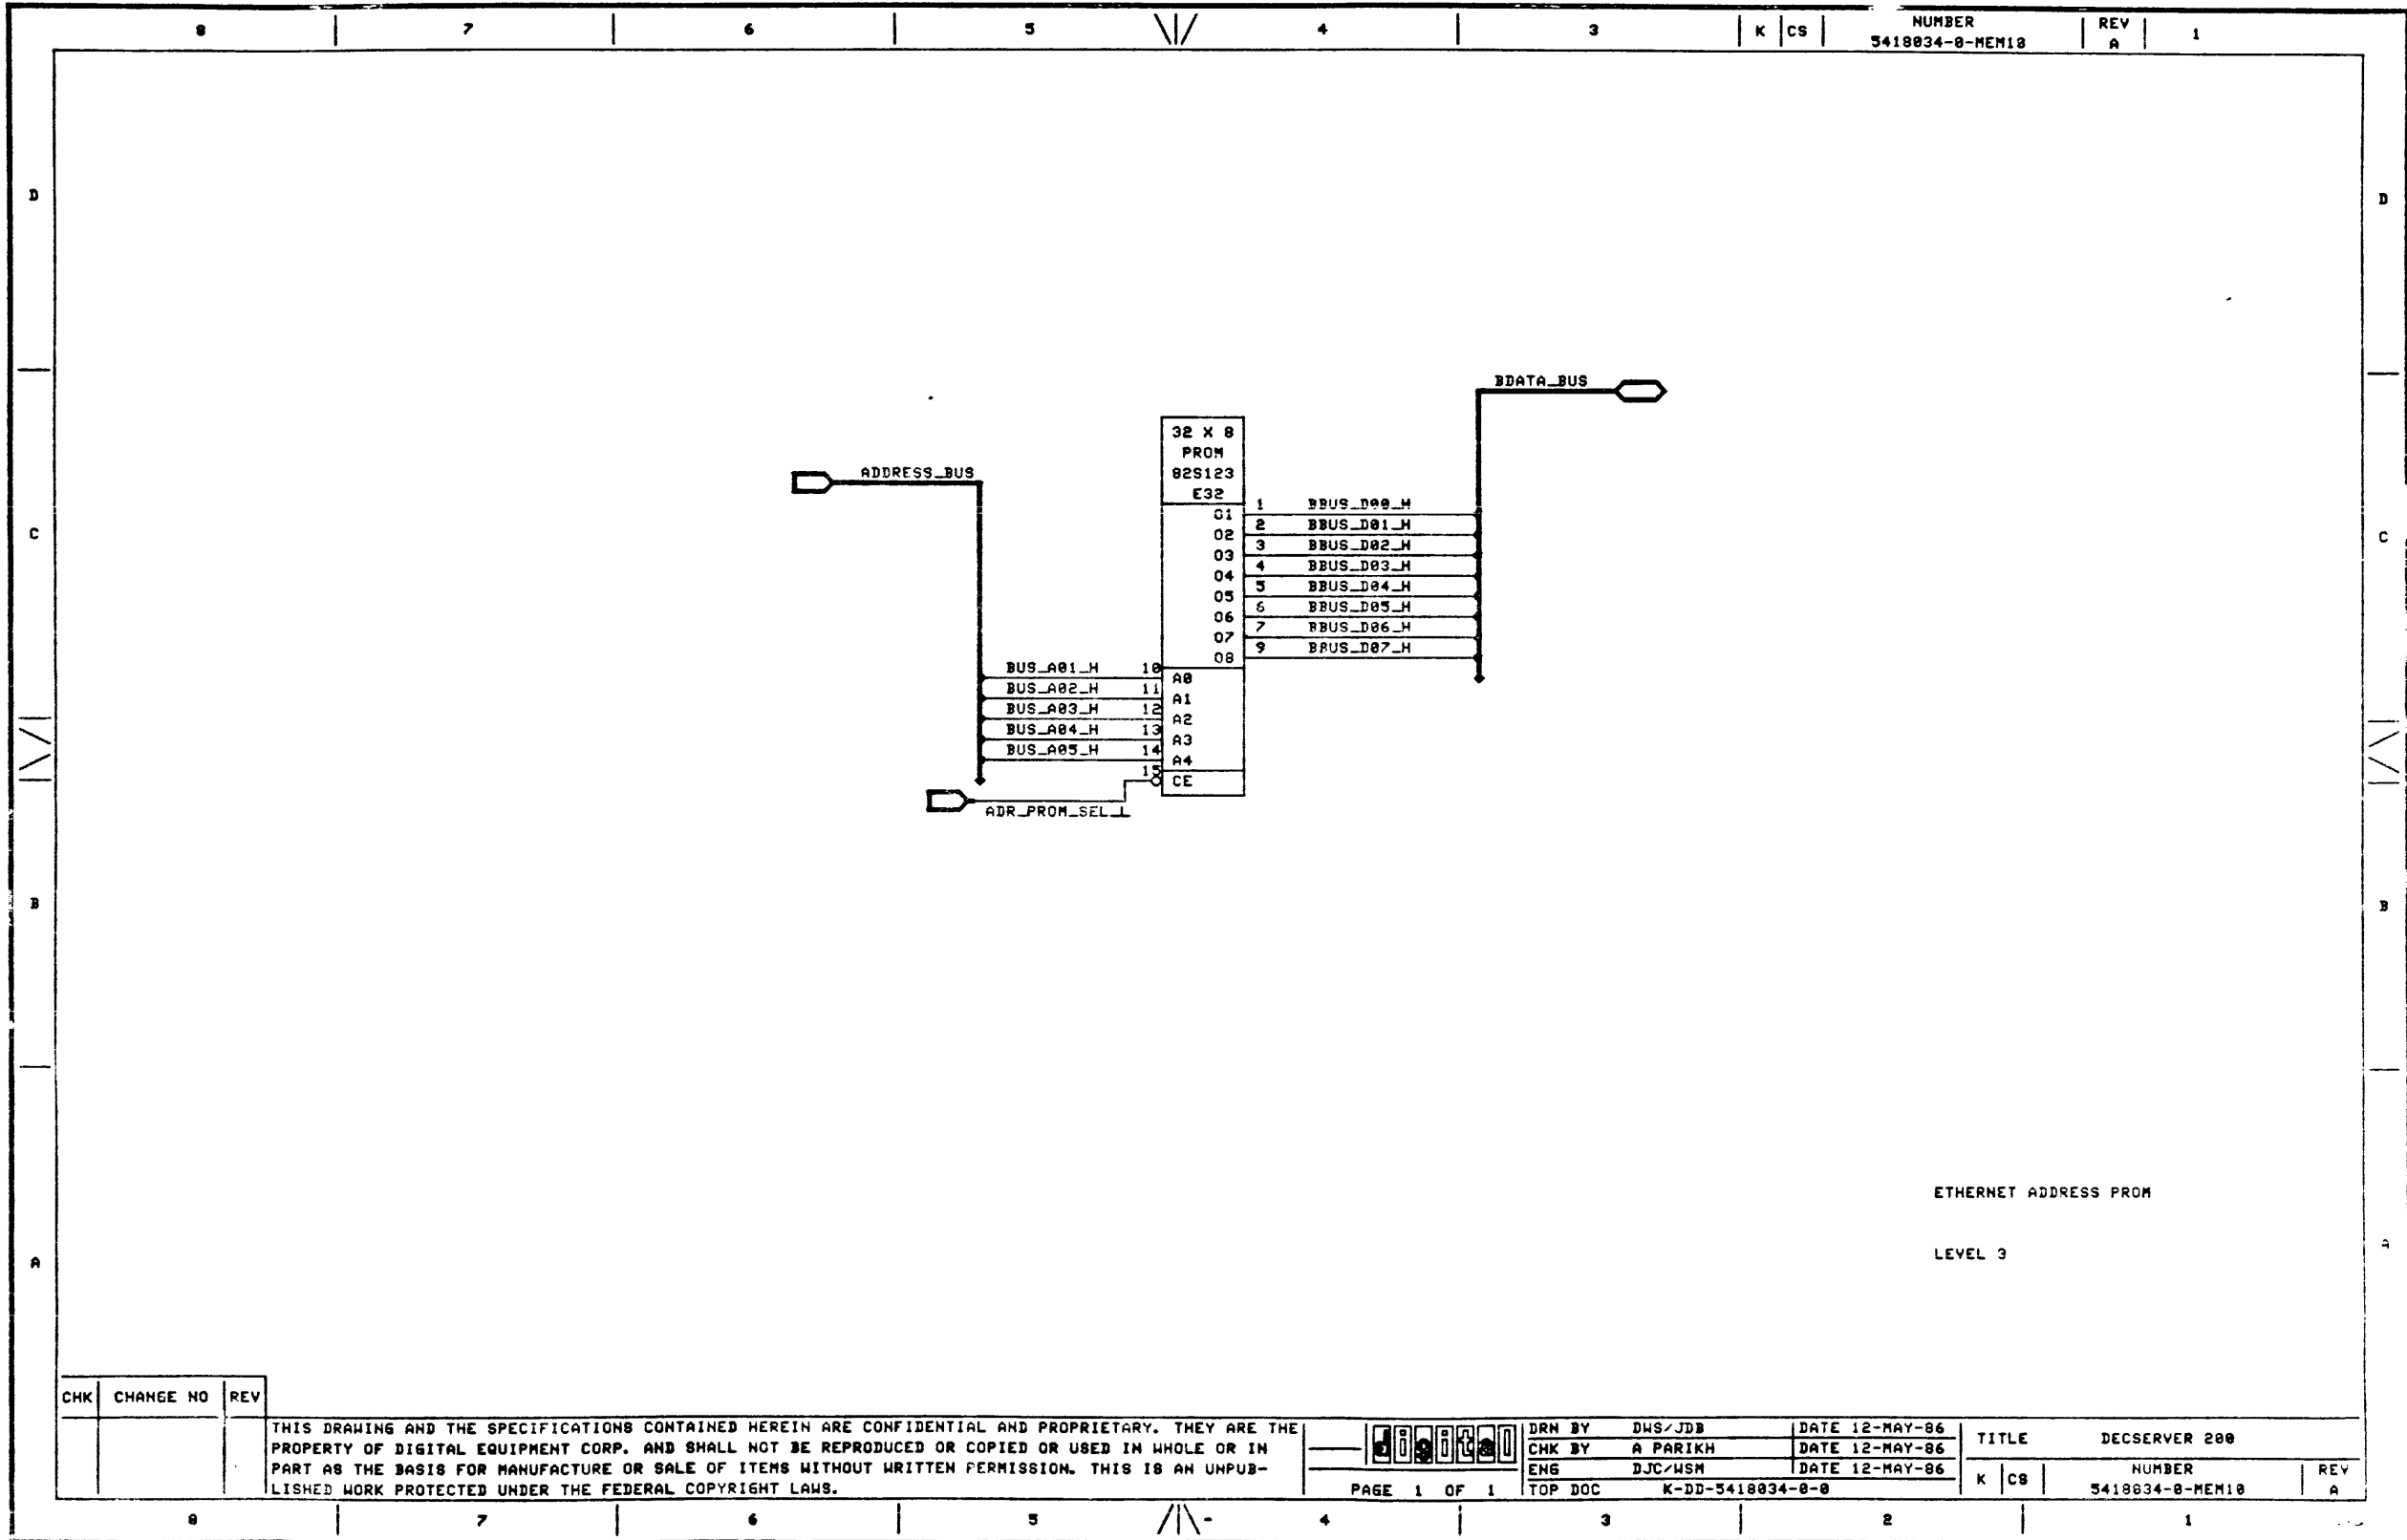 8 7 6 5 4 3 K CS NUMBER REV 1
5418034-0-MEM10 A
D D
BDATA_BUS
32 X 8
PROM
82S123
E32
ADDRESS_BUS
O1 1 BBUS_D00_H
O2 2 BBUS_D01_H
O3 3 BBUS_D02_H
O4 4 BBUS_D03_H
O5 5 BBUS_D04_H
O6 6 BBUS_D05_H
O7 7 BBUS_D06_H
O8 9 BBUS_D07_H
C C
BUS_A01_H 10 A0
BUS_A02_H 11 A1
BUS_A03_H 12 A2
BUS_A04_H 13 A3
BUS_A05_H 14 A4
15 CE
ADR_PROM_SEL_L
B B
ETHERNET ADDRESS PROM
LEVEL 3
A A
CHK CHANGE NO REV
THIS DRAWING AND THE SPECIFICATIONS CONTAINED HEREIN ARE CONFIDENTIAL AND PROPRIETARY. THEY ARE THE
PROPERTY OF DIGITAL EQUIPMENT CORP. AND SHALL NOT BE REPRODUCED OR COPIED OR USED IN WHOLE OR IN
PART AS THE BASIS FOR MANUFACTURE OR SALE OF ITEMS WITHOUT WRITTEN PERMISSION. THIS IS AN UNPUB-
LISHED WORK PROTECTED UNDER THE FEDERAL COPYRIGHT LAWS.
digital
PAGE 1 OF 1
DRN BY DWS/JDB DATE 12-MAY-86
CHK BY A PARIKH DATE 12-MAY-86
ENG DJC/WSM DATE 12-MAY-86
TOP DOC K-DD-5418034-0-0
TITLE DECSERVER 200
K CS NUMBER REV
5418034-0-MEM10 A
8 7 6 5 4 3 2 1